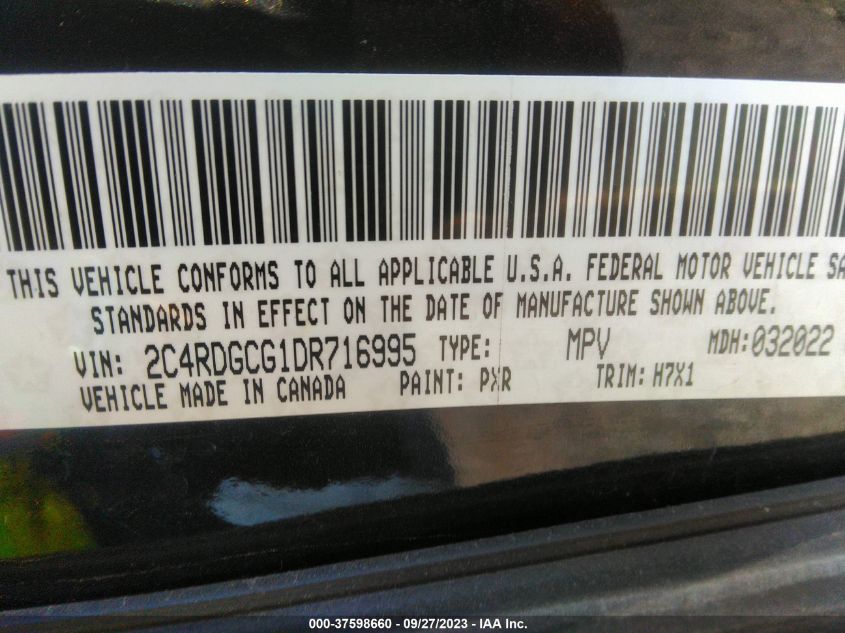 THIS VEHICLE CONFORMS TO ALL APPLICABLE U.S.A. FEDERAL MOTOR VEHICLE SA
STANDARDS IN EFFECT ON THE DATE OF MANUFACTURE SHOWN ABOVE.
VIN: 2C4RDGCG1DR716995 TYPE: MPV MDH:032022
VEHICLE MADE IN CANADA PAINT: PXR TRIM: H7X1
000-37598660 - 09/27/2023 - IAA Inc.